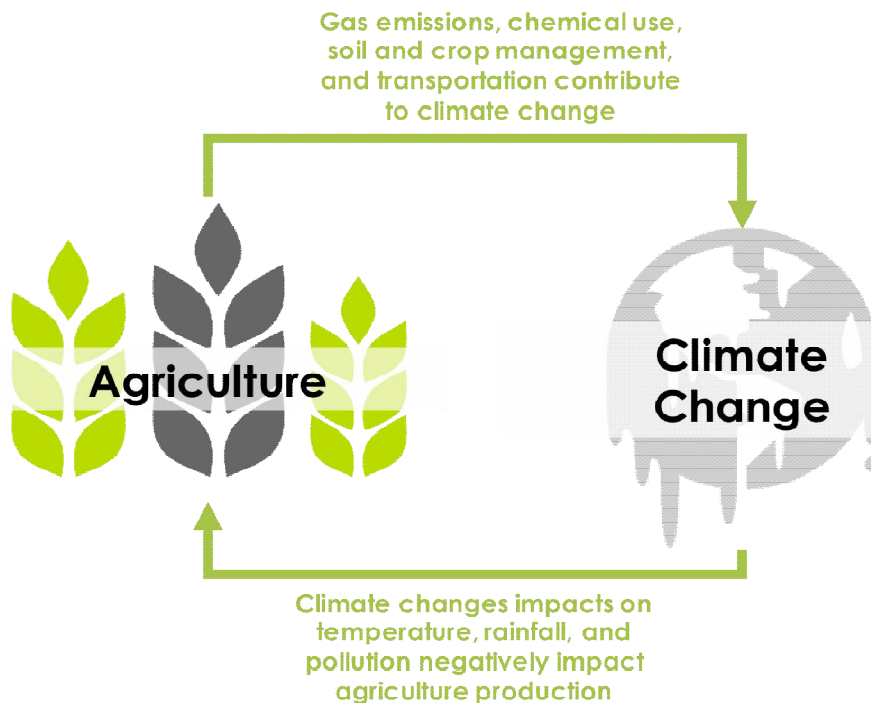 Gas emissions, chemical use,
soil and crop management,
and transportation contribute
to climate change
Agriculture
Climate
Change
Climate changes impacts on
temperature, rainfall, and
pollution negatively impact
agriculture production